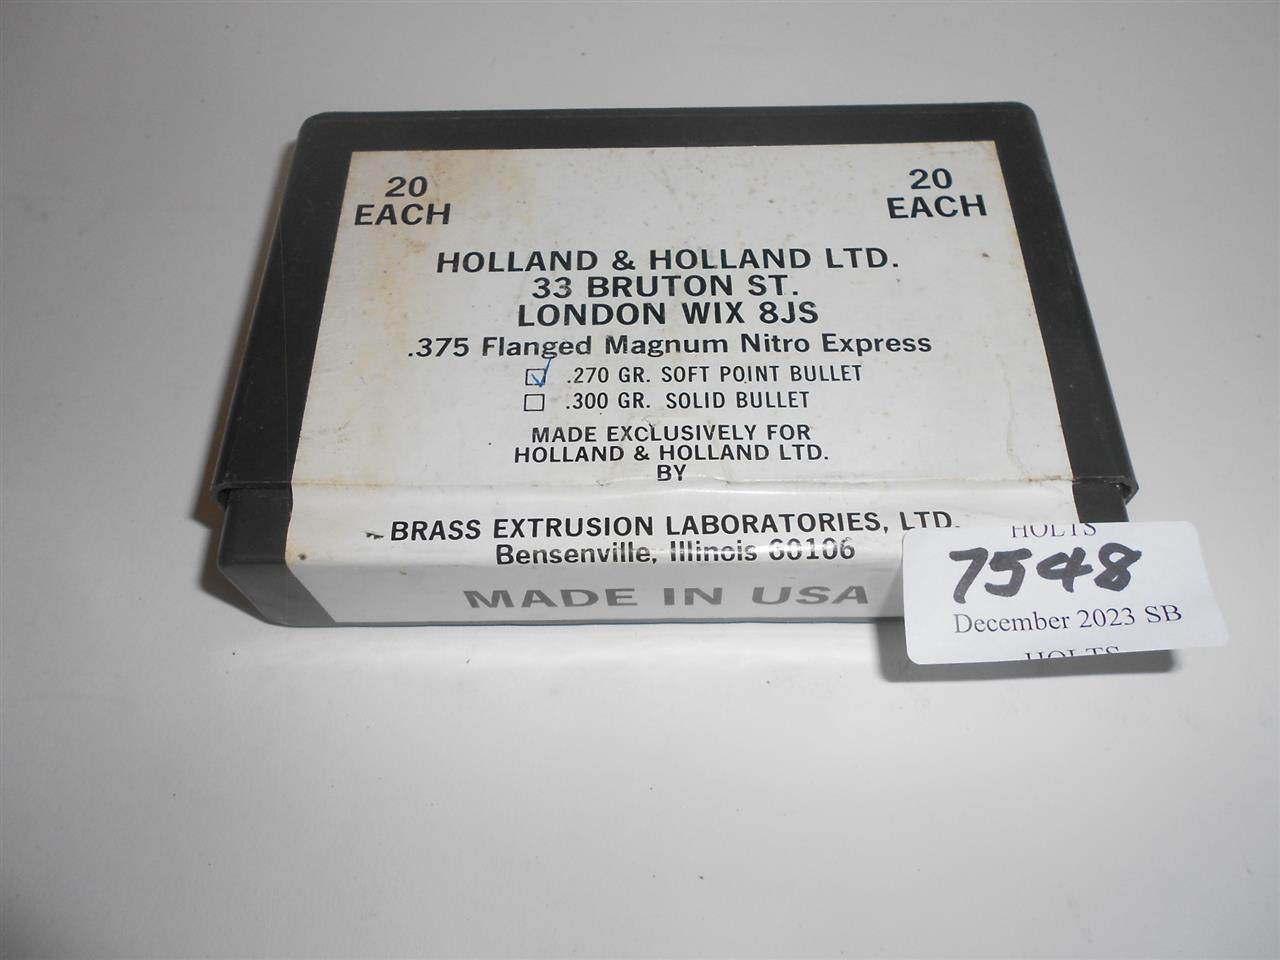 20
EACH
20
EACH
HOLLAND & HOLLAND LTD.
33 BRUTON ST.
LONDON WIX 8JS
.375 Flanged Magnum Nitro Express
.270 GR. SOFT POINT BULLET
.300 GR. SOLID BULLET
MADE EXCLUSIVELY FOR
HOLLAND & HOLLAND LTD.
BY
BRASS EXTRUSION LABORATORIES, LTD.
Bensenville, Illinois 60106
MADE IN USA
HOLTS
7548
December 2023 SB
HOLTS